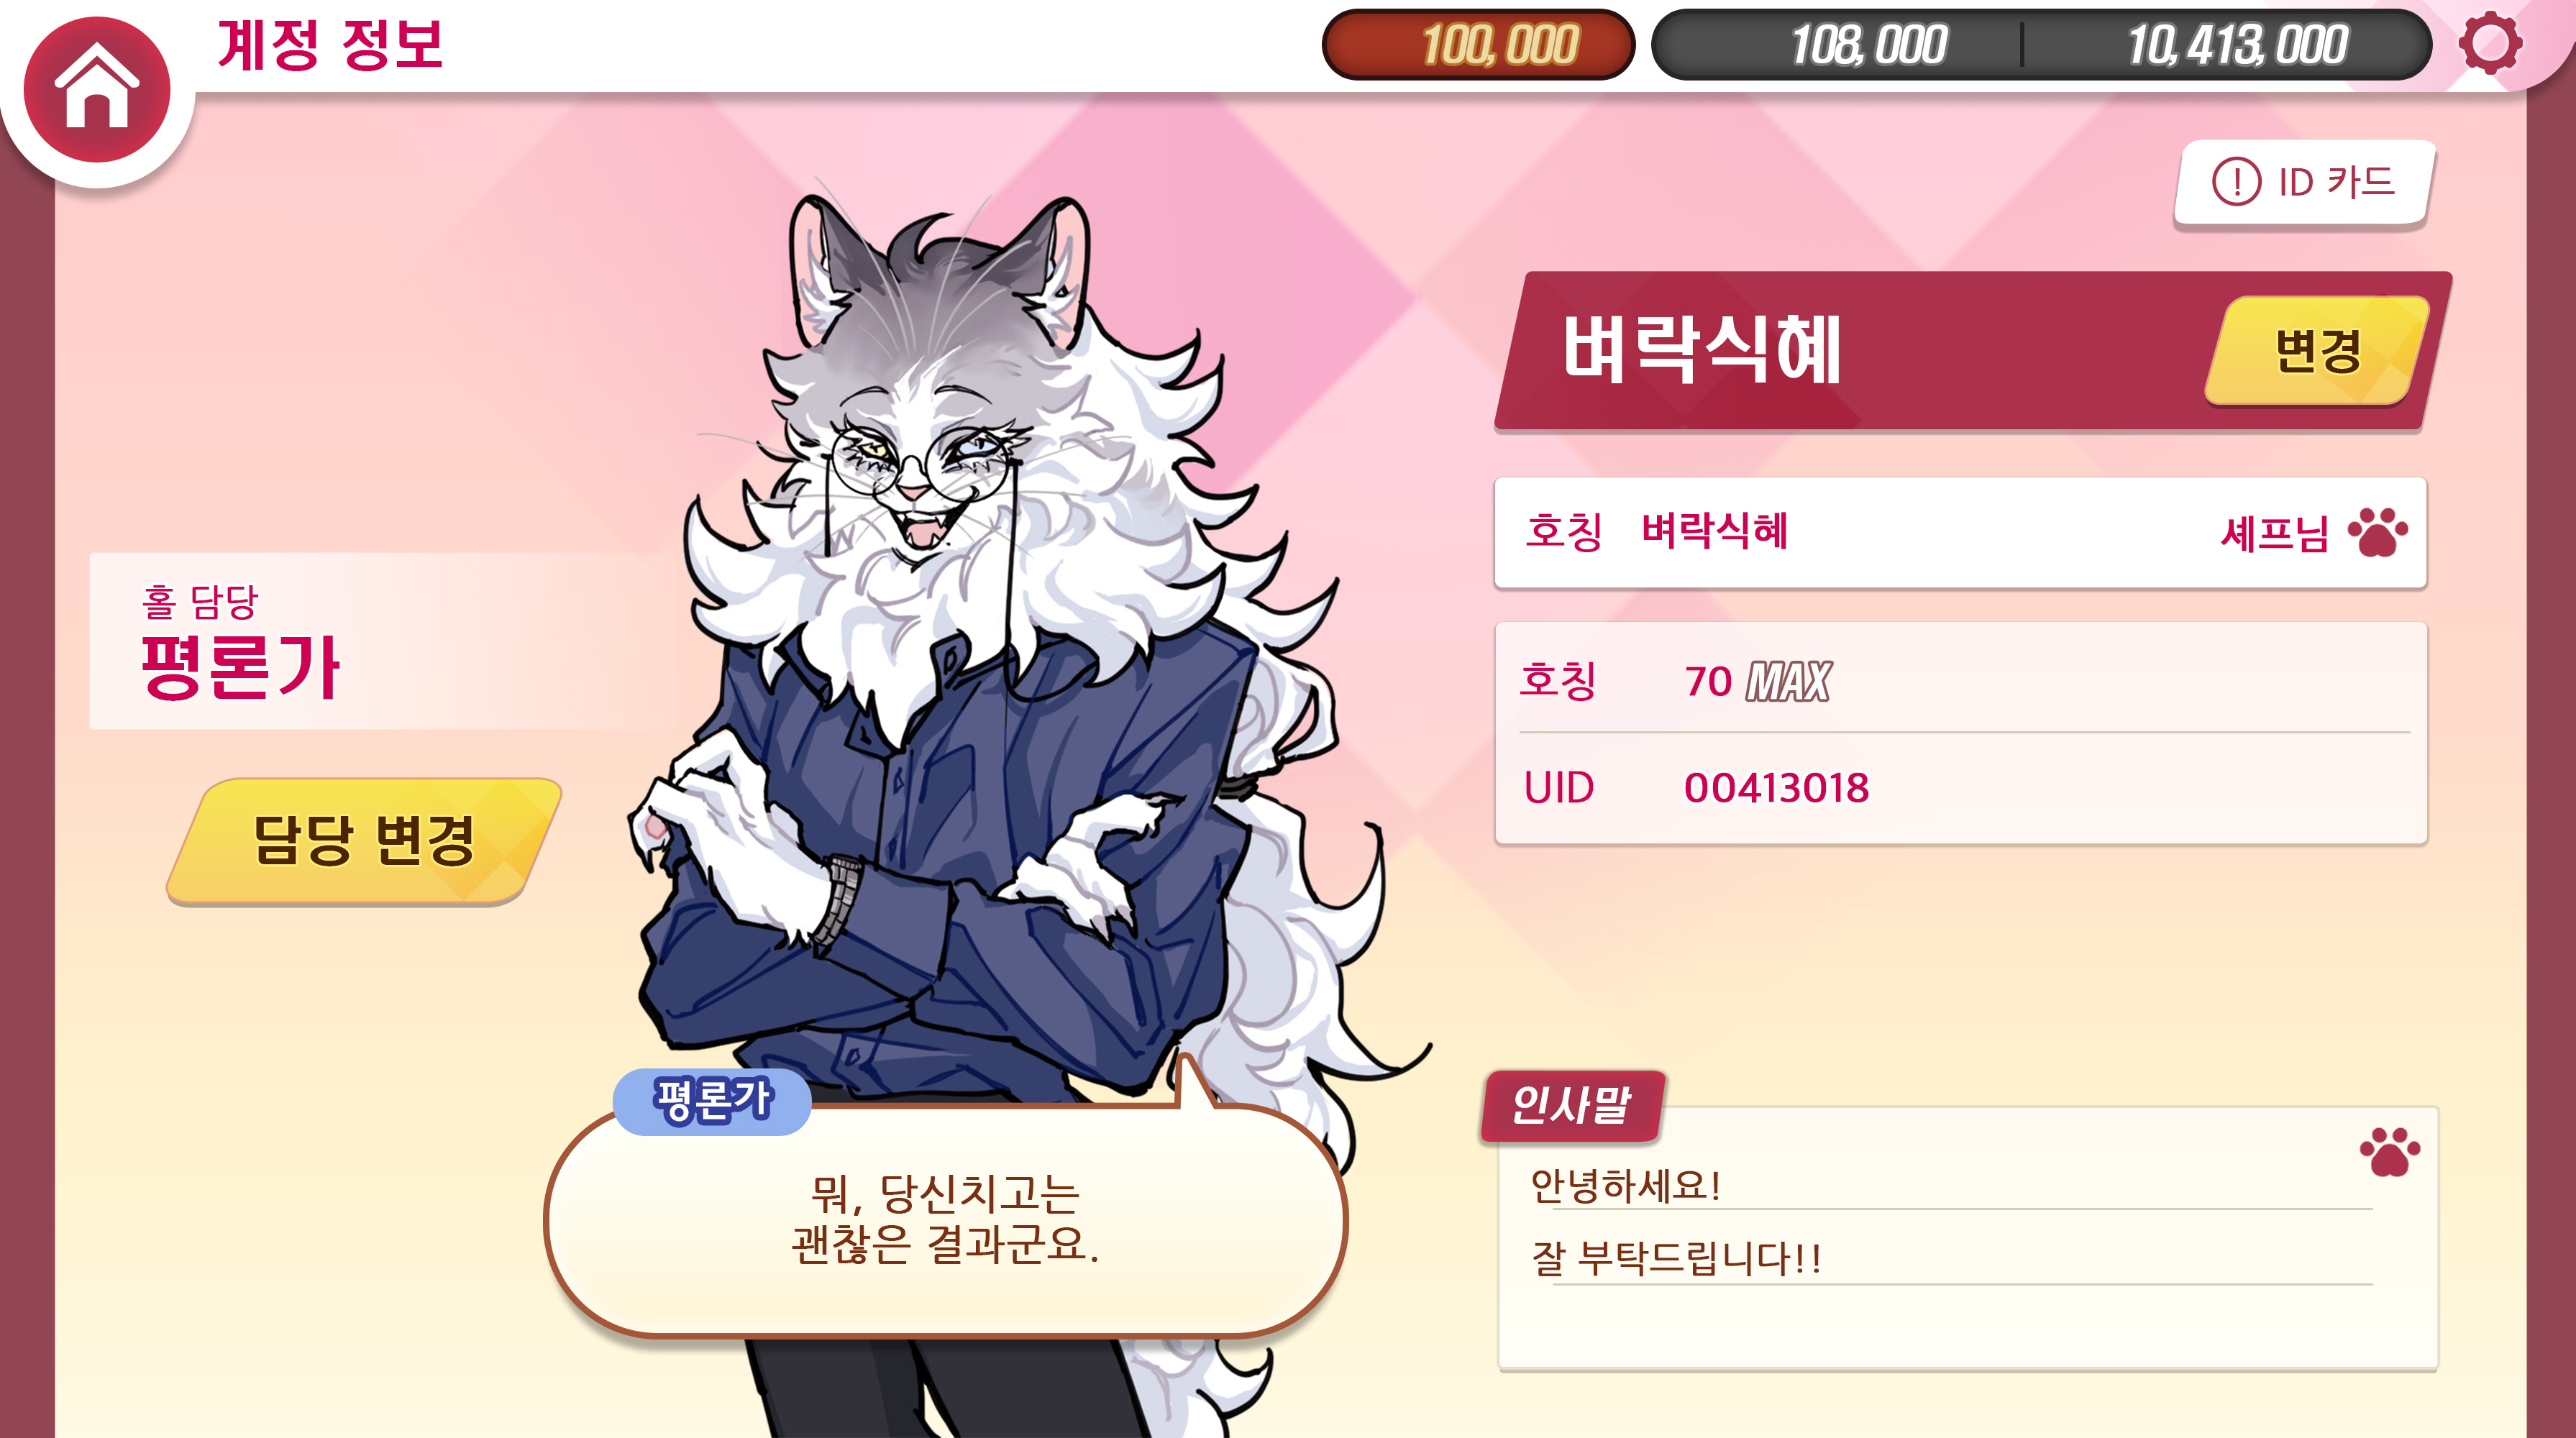 계정 정보
100,000
108,000
10,413,000
! ID 카드
벼락식혜
변경
호칭 벼락식혜 셰프님
홀 담당
평론가
호칭 70 MAX
UID 00413018
담당 변경
평론가
뭐, 당신치고는
괜찮은 결과군요.
인사말
안녕하세요!
잘 부탁드립니다!!